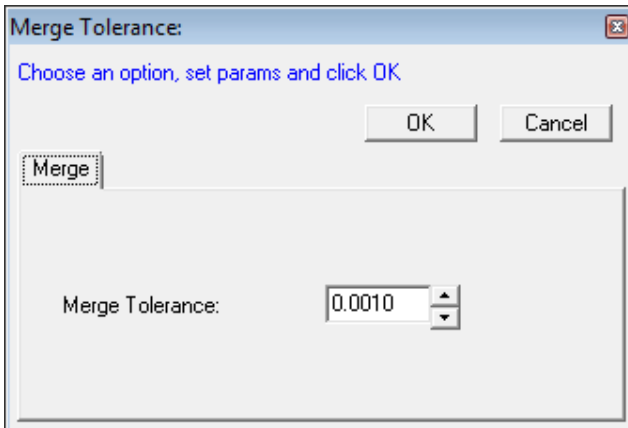 Merge Tolerance:
Choose an option, set params and click OK
OK Cancel
Merge
Merge Tolerance: 0.0010